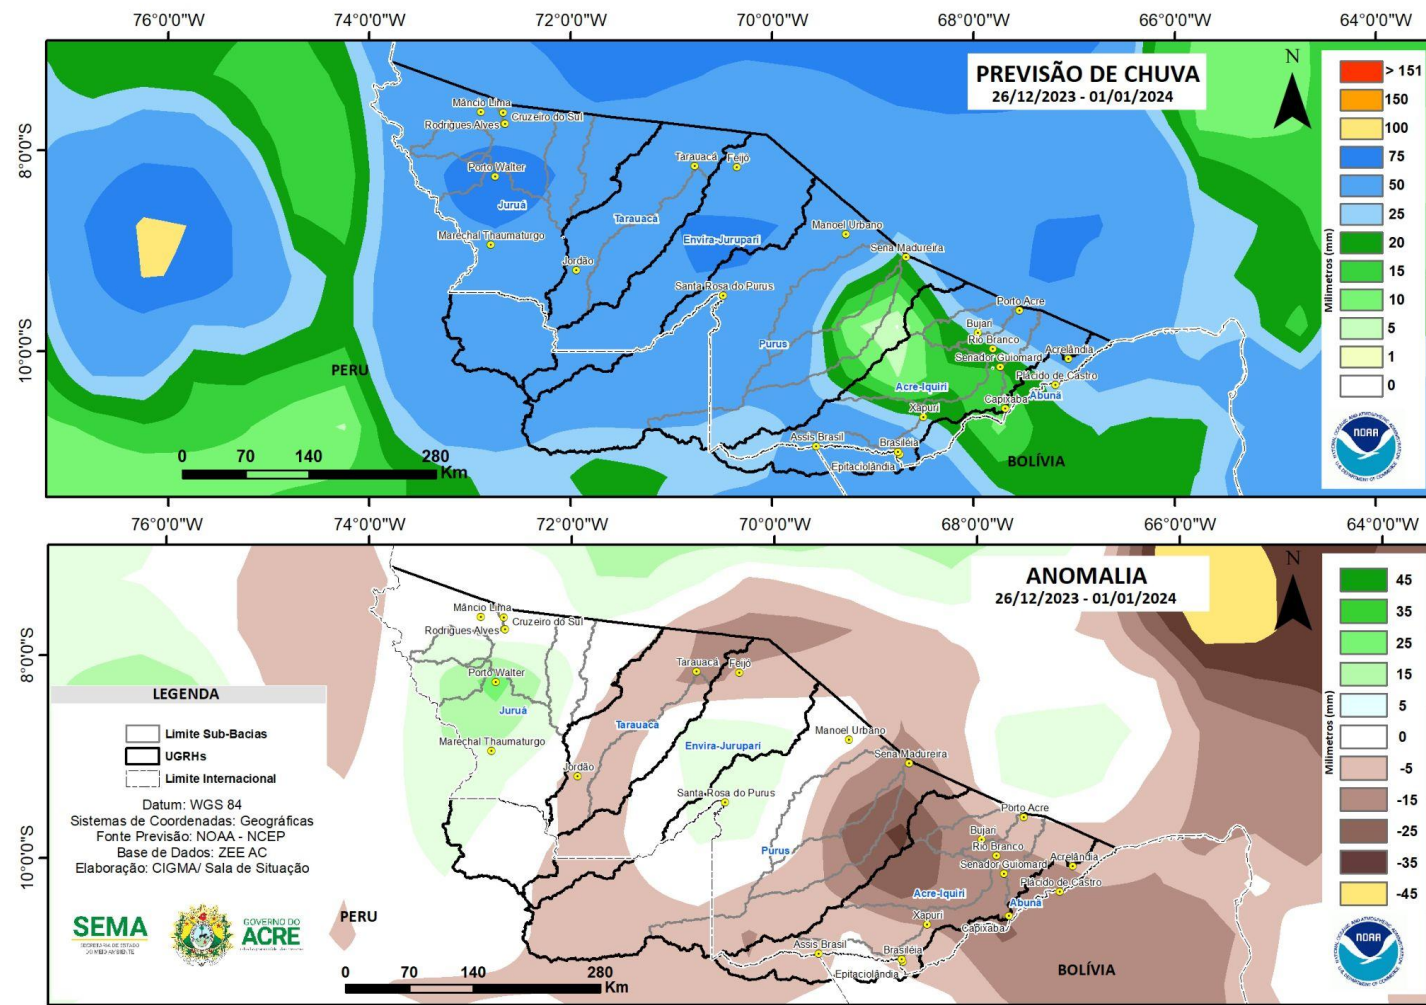 76°0'0"W 74°0'0"W 72°0'0"W 70°0'0"W 68°0'0"W 66°0'0"W 64°0'0"W
PREVISÃO DE CHUVA
26/12/2023 - 01/01/2024
N
> 151
150
100
75
50
25
20
15
10
5
1
0
Milimetros (mm)
NOAA
8°0'0"S
10°0'0"S
Mâncio Lima
Cruzeiro do Sul
Rodrigues Alves
Porto Walter
Juruá
Marechal Thaumaturgo
Tarauacá
Feijó
Tarauacá
Jordão
Envira-Jurupari
Santa Rosa do Purus
Manoel Urbano
Sena Madureira
Purus
Porto Acre
Bujari
Rio Branco
Senador Guiomard
Acrelândia
Plácido de Castro
Acre-Iquiri
Abunã
Xapuri
Capixaba
Assis Brasil
Brasiléia
Epitaciolândia
PERU
BOLÍVIA
0 70 140 280
Km
76°0'0"W 74°0'0"W 72°0'0"W 70°0'0"W 68°0'0"W 66°0'0"W 64°0'0"W
ANOMALIA
26/12/2023 - 01/01/2024
N
45
35
25
15
5
0
-5
-15
-25
-35
-45
Milimetros (mm)
NOAA
8°0'0"S
10°0'0"S
Mâncio Lima
Cruzeiro do Sul
Rodrigues Alves
Porto Walter
Juruá
Marechal Thaumaturgo
Tarauacá
Feijó
Tarauacá
Jordão
Envira-Jurupari
Santa Rosa do Purus
Manoel Urbano
Sena Madureira
Purus
Porto Acre
Bujari
Rio Branco
Senador Guiomard
Acrelândia
Plácido de Castro
Acre-Iquiri
Abunã
Xapuri
Capixaba
Assis Brasil
Brasiléia
Epitaciolândia
PERU
BOLÍVIA
LEGENDA
Limite Sub-Bacias
UGRHs
Limite Internacional
Datum: WGS 84
Sistemas de Coordenadas: Geográficas
Fonte Previsão: NOAA - NCEP
Base de Dados: ZEE AC
Elaboração: CIGMA/ Sala de Situação
SEMA
SECRETARIA DE ESTADO
DO MEIO AMBIENTE
GOVERNO DO
ACRE
0 70 140 280
Km